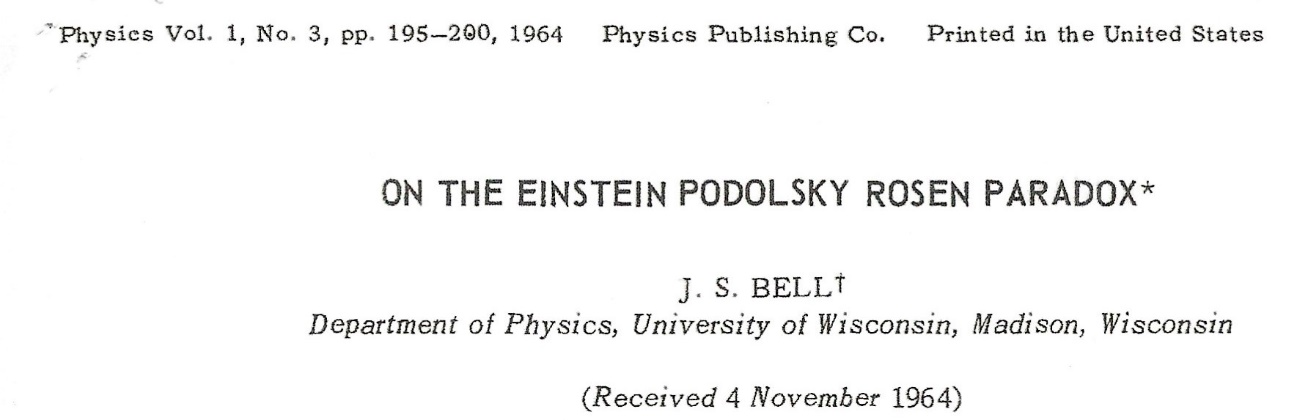 Physics Vol. 1, No. 3, pp. 195–200, 1964 Physics Publishing Co. Printed in the United States
ON THE EINSTEIN PODOLSKY ROSEN PARADOX*
J. S. BELL†
Department of Physics, University of Wisconsin, Madison, Wisconsin
(Received 4 November 1964)